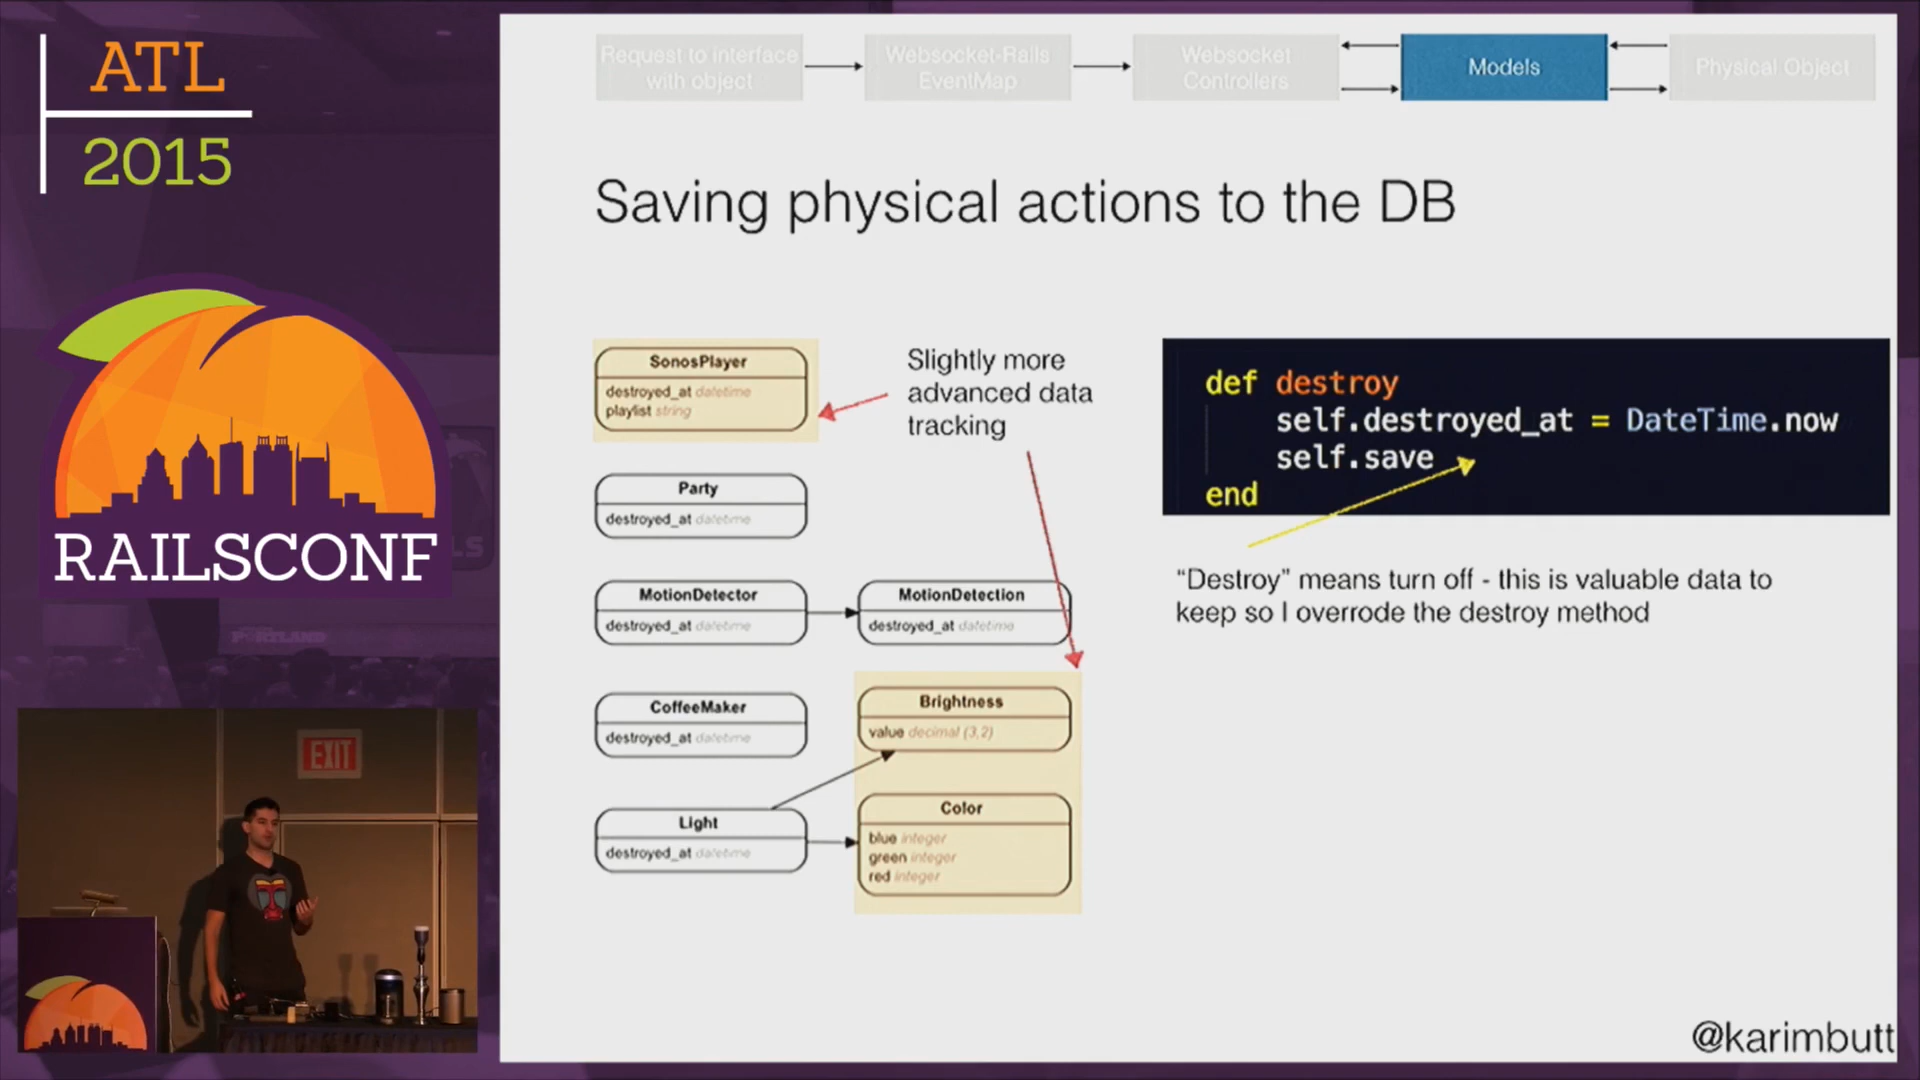 ATL
2015
RAILSCONF
EXIT
Request to interface
with object
Websocket-Rails
EventMap
Websocket
Controllers
Models
Physical Object
Saving physical actions to the DB
SonosPlayer
destroyed_at datetime
playlist string
Slightly more
advanced data
tracking
Party
destroyed_at datetime
MotionDetector
destroyed_at datetime
MotionDetection
destroyed_at datetime
CoffeeMaker
destroyed_at datetime
Brightness
value decimal (3,2)
Light
destroyed_at datetime
Color
blue integer
green integer
red integer
def destroy
self.destroyed_at = DateTime.now
self.save
end
“Destroy” means turn off - this is valuable data to
keep so I overrode the destroy method
@karimbutt
PORTLAND